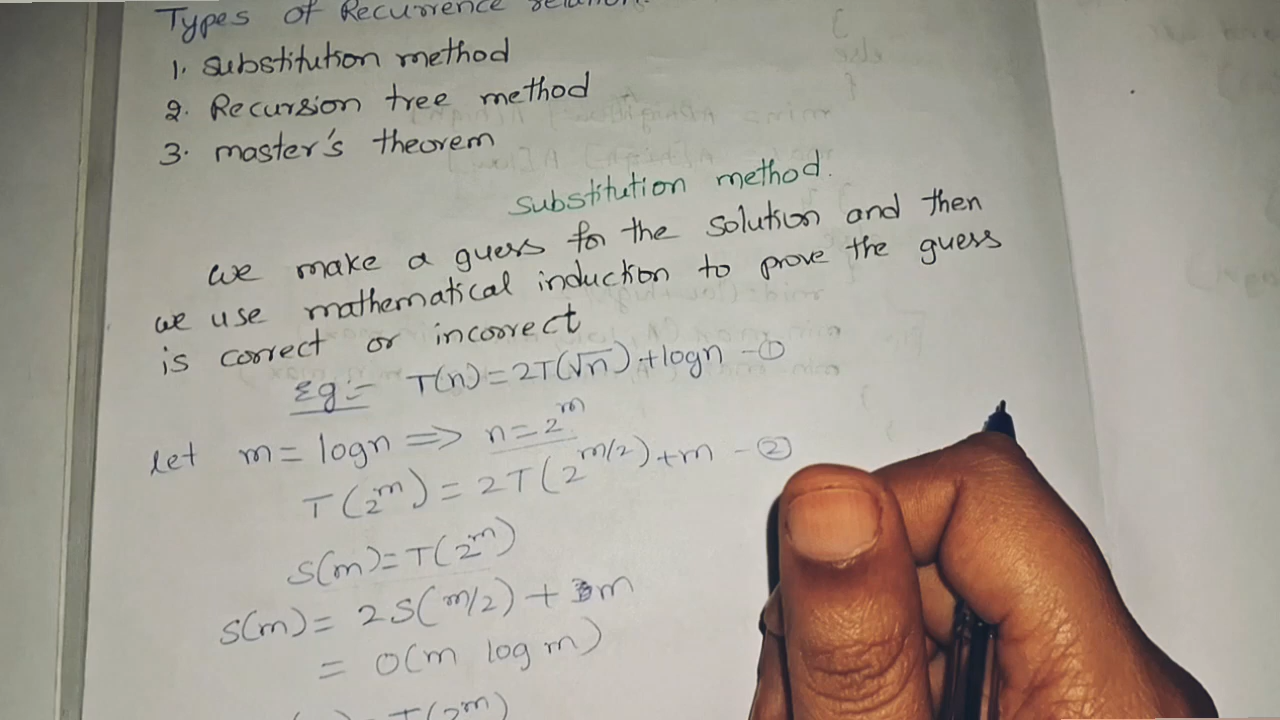 Types of Recurrence relation.
1. substitution method
2. Recursion tree method
3. master's theorem
Substitution method.
we make a guess for the solution and then
we use mathematical induction to prove the guess
is correct or incorrect
Eg:- T(n)=2T(√n)+logn -①
let m=logn => n=2^m
T(2^m)=2T(2^m/2)+m -②
S(m)=T(2^m)
S(m)= 2S(m/2)+ m
= O(m log m)
T(2^m)